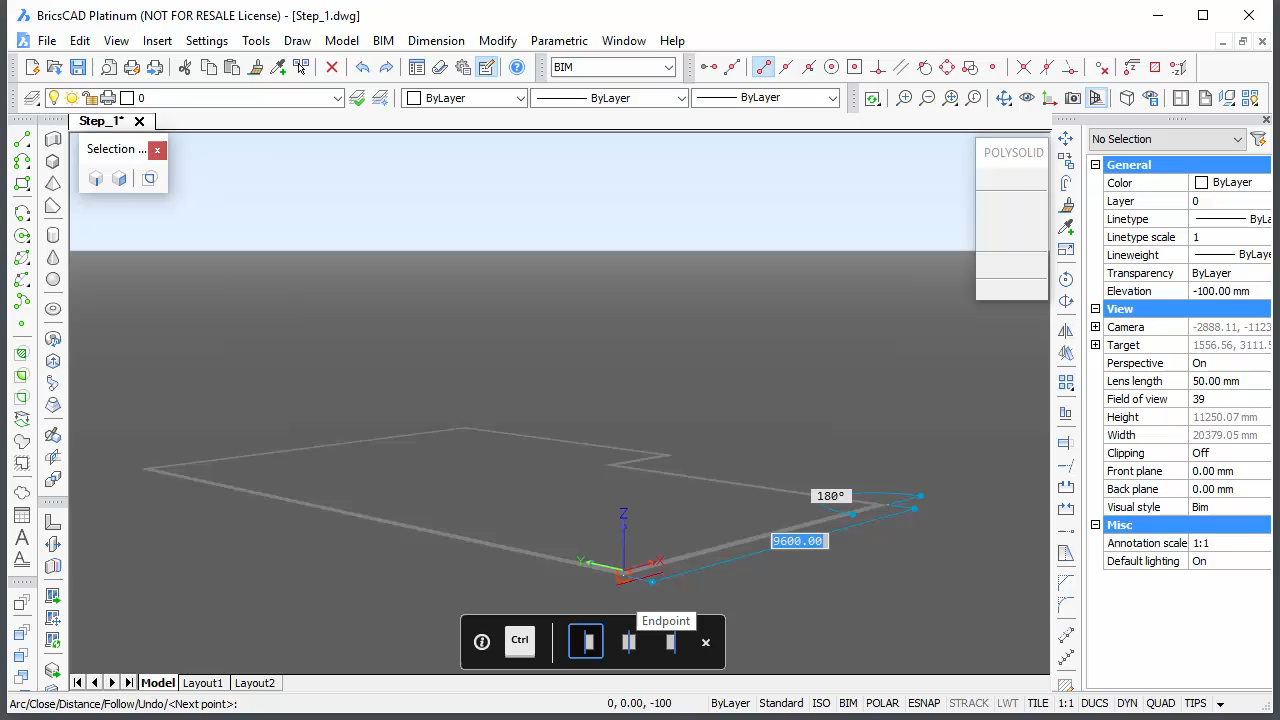 BricsCAD Platinum (NOT FOR RESALE License) - [Step_1.dwg]
File Edit View Insert Settings Tools Draw Model BIM Dimension Modify Parametric Window Help
BIM
0 ByLayer ByLayer ByLayer
Step_1*
Selection ...
POLYSOLID
No Selection
General
Color ByLayer
Layer 0
Linetype ByLa
Linetype scale 1
Lineweight ByLaye
Transparency ByLayer
Elevation -100.00 mm
View
Camera -2888.11, -1123
Target 1556.56, 3111.5
Perspective On
Lens length 50.00 mm
Field of view 39
Height 11250.07 mm
Width 20379.05 mm
Clipping Off
Front plane 0.00 mm
Back plane 0.00 mm
Visual style Bim
Misc
Annotation scale 1:1
Default lighting On
180°
9600.00
Z
Y
X
Endpoint
Ctrl
A
A
Model Layout1 Layout2
Arc/Close/Distance/Follow/Undo/<Next point>: 0, 0.00, -100 ByLayer Standard ISO BIM POLAR ESNAP STRACK LWT TILE 1:1 DUCS DYN QUAD TIPS